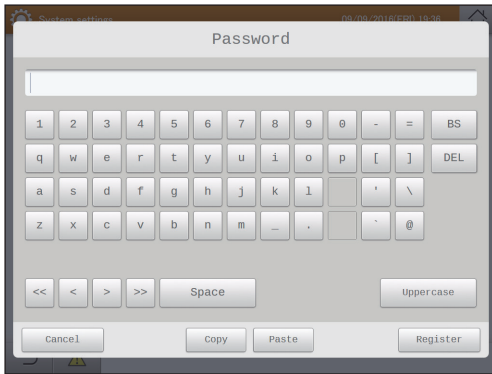 System settings 09/09/2016(FRI) 19:36
Password
1 2 3 4 5 6 7 8 9 0 - = BS
q w e r t y u i o p [ ] DEL
a s d f g h j k l ' \
z x c v b n m _ . ` @
<< < > >> Space Uppercase
Cancel Copy Paste Register